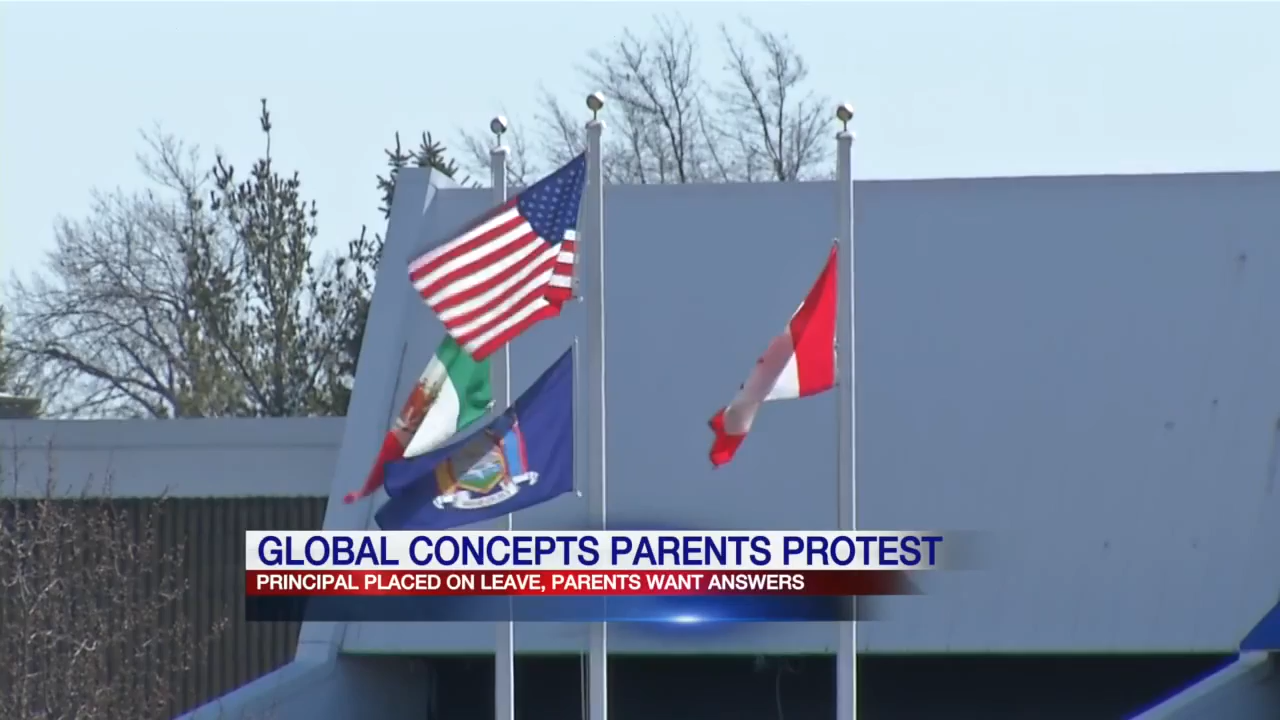 GLOBAL CONCEPTS PARENTS PROTEST
PRINCIPAL PLACED ON LEAVE, PARENTS WANT ANSWERS